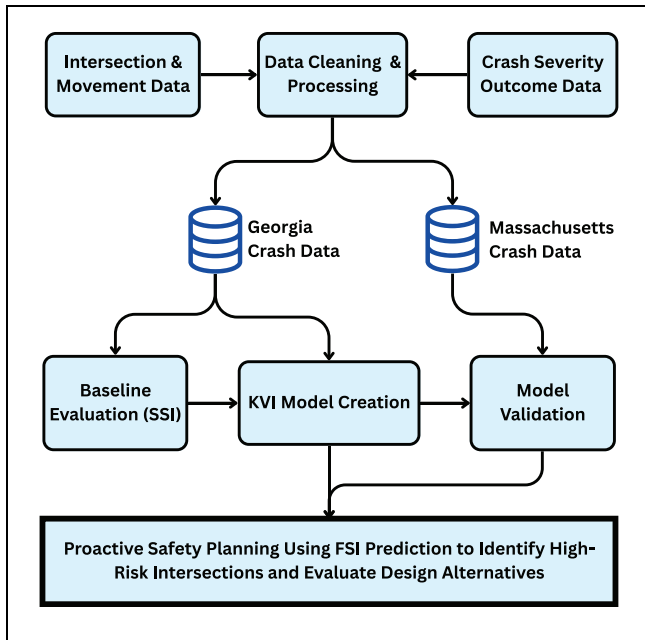 Intersection &
Movement Data
Data Cleaning &
Processing
Crash Severity
Outcome Data
Georgia
Crash Data
Massachusetts
Crash Data
Baseline
Evaluation (SSI)
KVI Model Creation
Model
Validation
Proactive Safety Planning Using FSI Prediction to Identify High-
Risk Intersections and Evaluate Design Alternatives